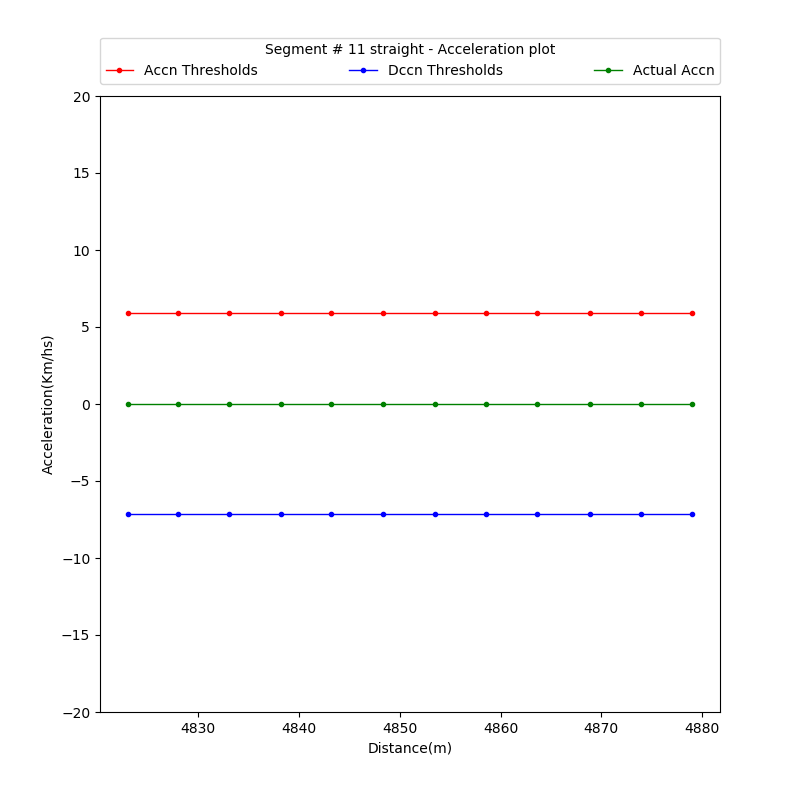 Segment # 11 straight - Acceleration plot
Accn Thresholds Dccn Thresholds Actual Accn
20
15
10
5
0
−5
−10
−15
−20
Acceleration(Km/hs)
4830 4840 4850 4860 4870 4880
Distance(m)